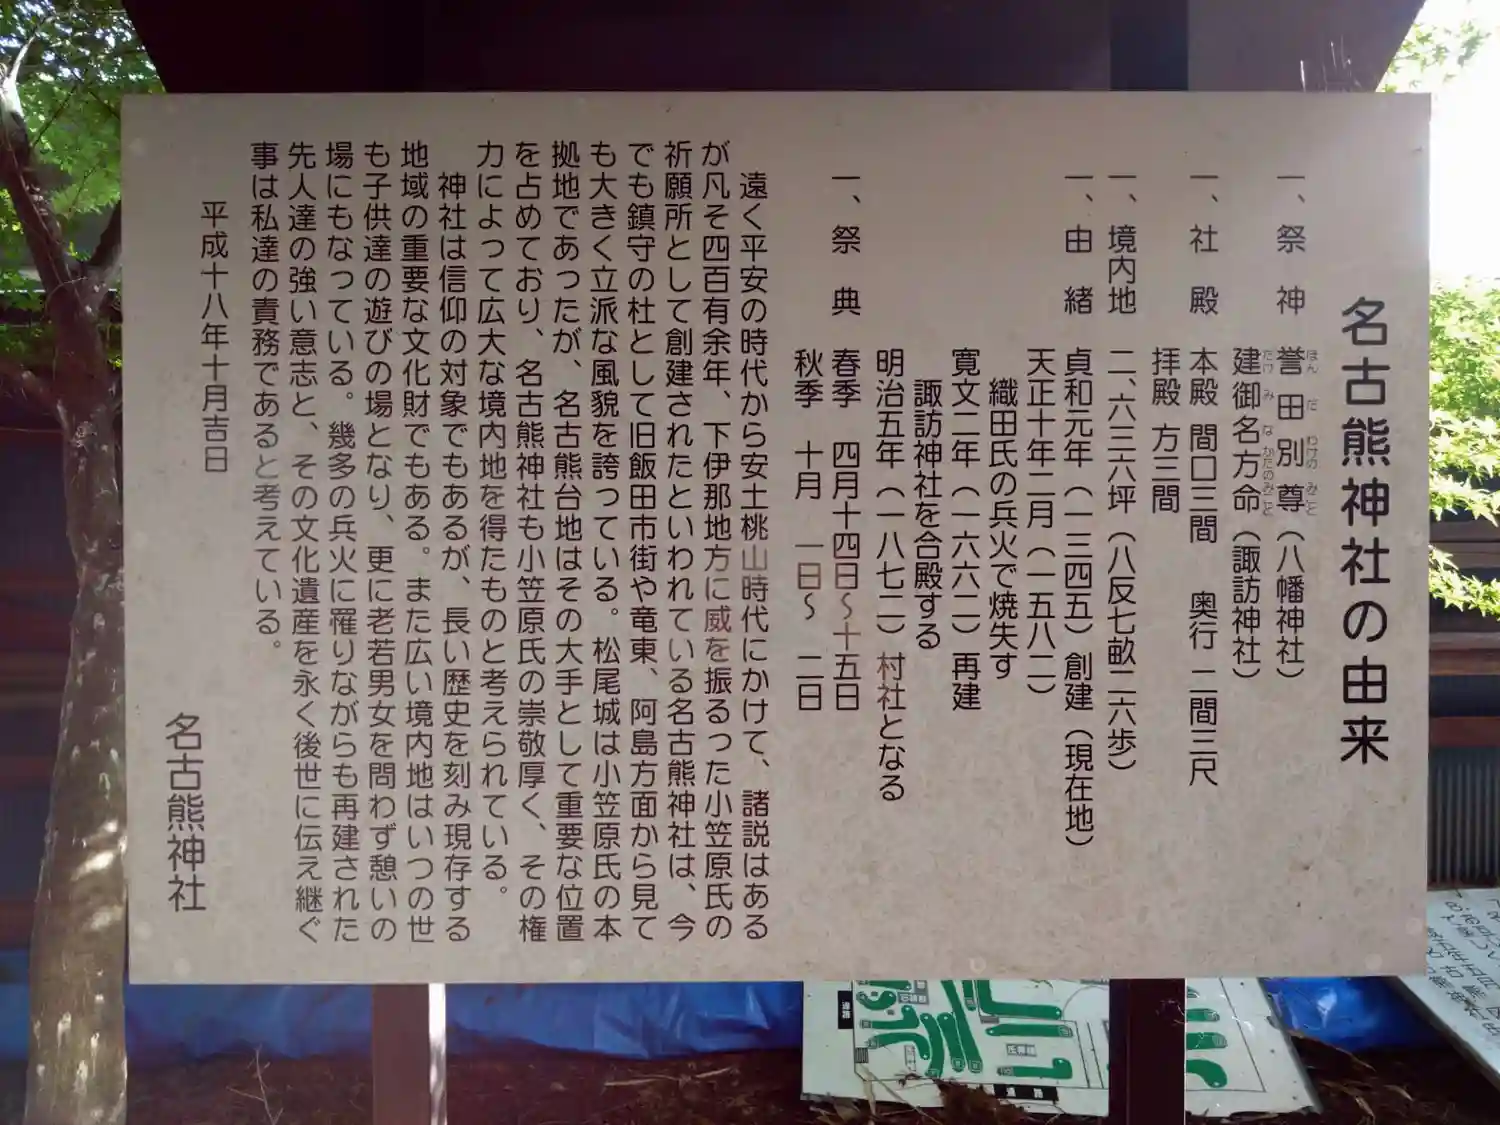 名古熊神社の由来
一、祭神　誉田別尊（八幡神社）
ほんだわけのみこと
建御名方命（諏訪神社）
たけみなかたのみこと
一、社殿　本殿 間口三間　奥行 二間三尺
拝殿 方三間
一、境内地　二、六三六坪（八反七畝二六歩）
一、由緒　貞和元年（一三四五）創建（現在地）
天正十年二月（一五八二）
織田氏の兵火で焼失す
寛文二年（一六六二）再建
諏訪神社を合殿する
明治五年（一八七二）村社となる
一、祭典　春季　四月十四日～十五日
秋季　十月　一日～　二日
遠く平安の時代から安土桃山時代にかけて、諸説はある
が凡そ四百有余年、下伊那地方に威を振るった小笠原氏の
祈願所として創建されたといわれている名古熊神社は、今
でも鎮守の杜として旧飯田市街や竜東、阿島方面から見て
も大きく立派な風貌を誇っている。松尾城は小笠原氏の本
拠地であったが、名古熊台地はその大手として重要な位置
を占めており、名古熊神社も小笠原氏の崇敬厚く、その権
力によって広大な境内地を得たものと考えられている。
神社は信仰の対象でもあるが、長い歴史を刻み現存する
地域の重要な文化財でもある。また広い境内地はいつの世
も子供達の遊びの場となり、更に老若男女を問わず憩いの
場にもなっている。幾多の兵火に罹りながらも再建された
先人達の強い意志と、その文化遺産を永く後世に伝え継ぐ
事は私達の責務であると考えている。
平成十八年十月吉日
名古熊神社